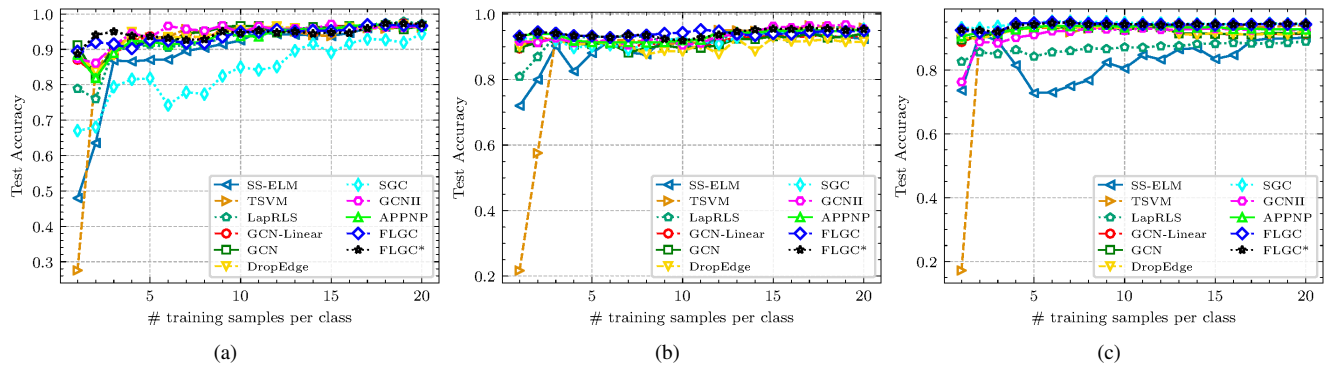 Test Accuracy
1.0
0.9
0.8
0.7
0.6
0.5
0.4
0.3
5
10
15
20
# training samples per class
SS-ELM
TSVM
LapRLS
GCN-Linear
GCN
DropEdge
SGC
GCNII
APPNP
FLGC
FLGC*
(a)
Test Accuracy
1.0
0.8
0.6
0.4
0.2
5
10
15
20
# training samples per class
SS-ELM
TSVM
LapRLS
GCN-Linear
GCN
DropEdge
SGC
GCNII
APPNP
FLGC
FLGC*
(b)
Test Accuracy
0.8
0.6
0.4
0.2
5
10
15
20
# training samples per class
SS-ELM
TSVM
LapRLS
GCN-Linear
GCN
DropEdge
SGC
GCNII
APPNP
FLGC
FLGC*
(c)